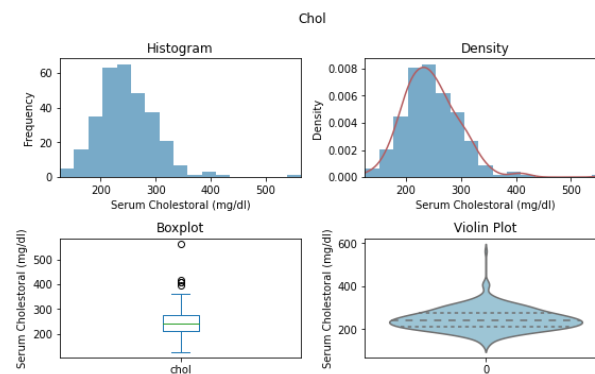 Chol
Histogram
Density
Frequency
60
40
20
0
200
300
400
500
Serum Cholestoral (mg/dl)
Density
0.008
0.006
0.004
0.002
0.000
200
300
400
500
Serum Cholestoral (mg/dl)
Boxplot
Violin Plot
Serum Cholestoral (mg/dl)
500
400
300
200
chol
Serum Cholestoral (mg/dl)
600
400
200
0